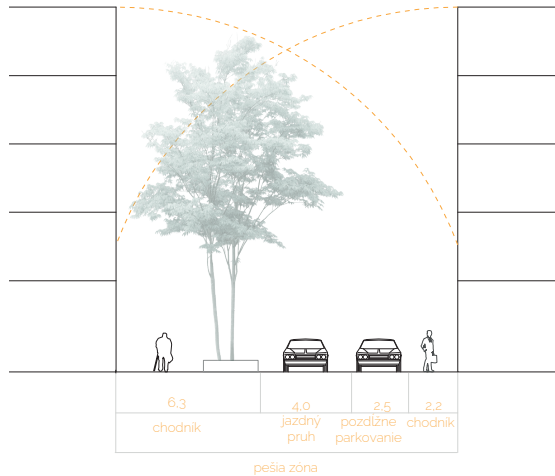 6,3
4,0
2,5
2,2
chodník
jazdný
pruh
pozdĺžne
parkovanie
chodník
pešia zóna